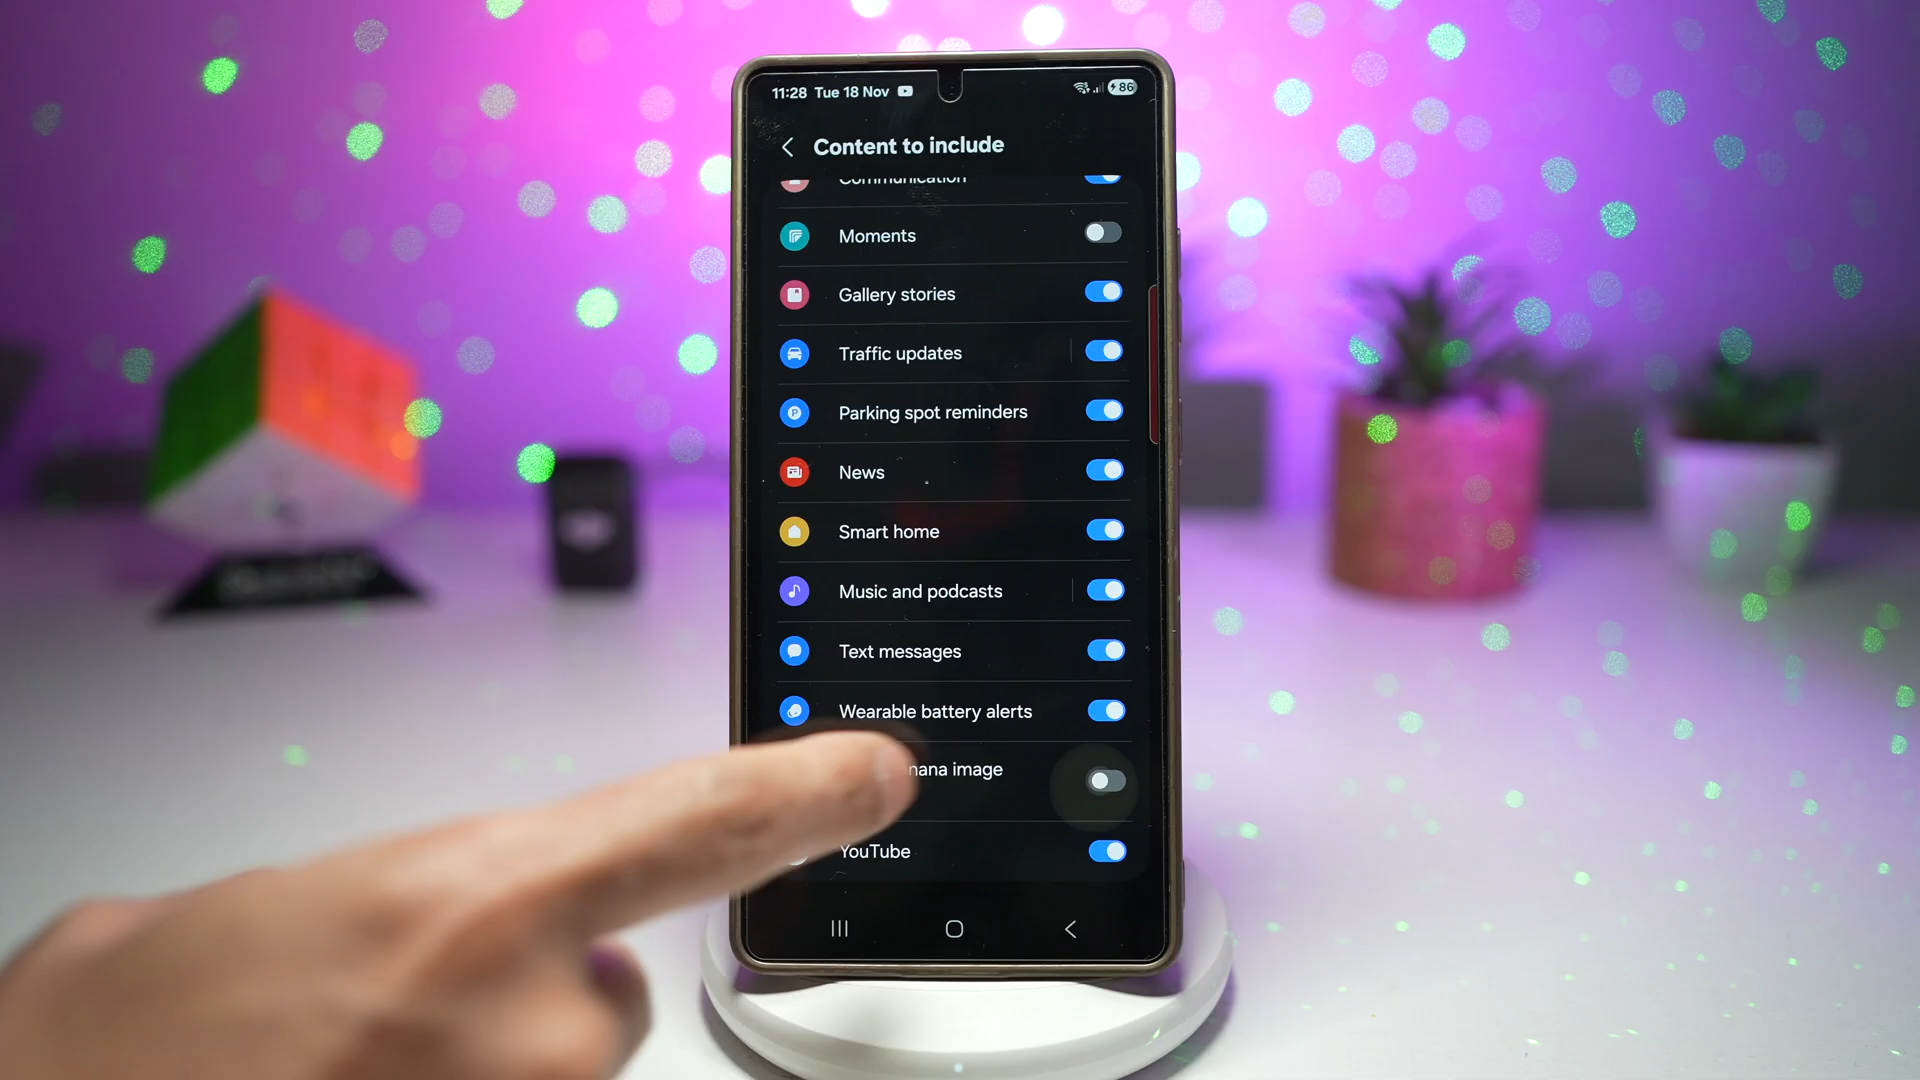 11:28 Tue 18 Nov
86
Content to include
Communication
Moments
Gallery stories
Traffic updates
Parking spot reminders
News
Smart home
Music and podcasts
Text messages
Wearable battery alerts
image
YouTube